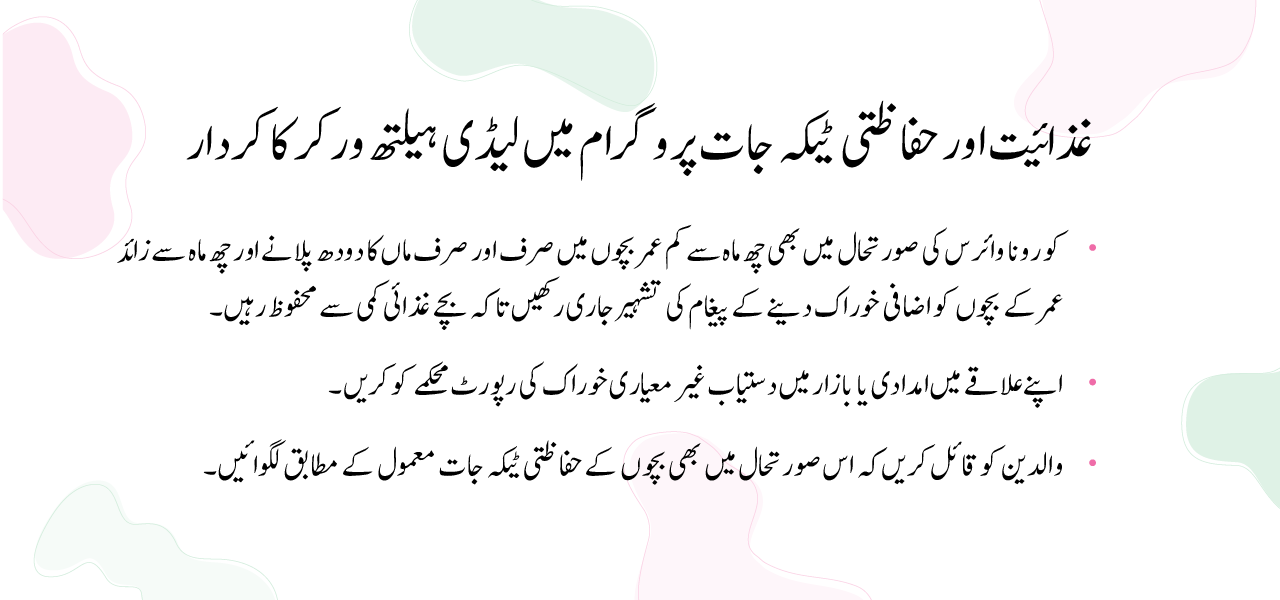 غذائیت اور حفاظتی ٹیکہ جات پروگرام میں لیڈی ہیلتھ ورکر کا کردار
• کورونا وائرس کی صورتحال میں بھی چھ ماہ سے کم عمر بچوں میں صرف اور صرف ماں کا دودھ پلانے اور چھ ماہ سے زائد
عمر کے بچوں کو اضافی خوراک دینے کے پیغام کی تشہیر جاری رکھیں تاکہ بچے غذائی کمی سے محفوظ رہیں۔
• اپنے علاقے میں امدادی یا بازار میں دستیاب غیر معیاری خوراک کی رپورٹ محکمے کو کریں۔
• والدین کو قائل کریں کہ اس صورتحال میں بھی بچوں کے حفاظتی ٹیکہ جات معمول کے مطابق لگوائیں۔